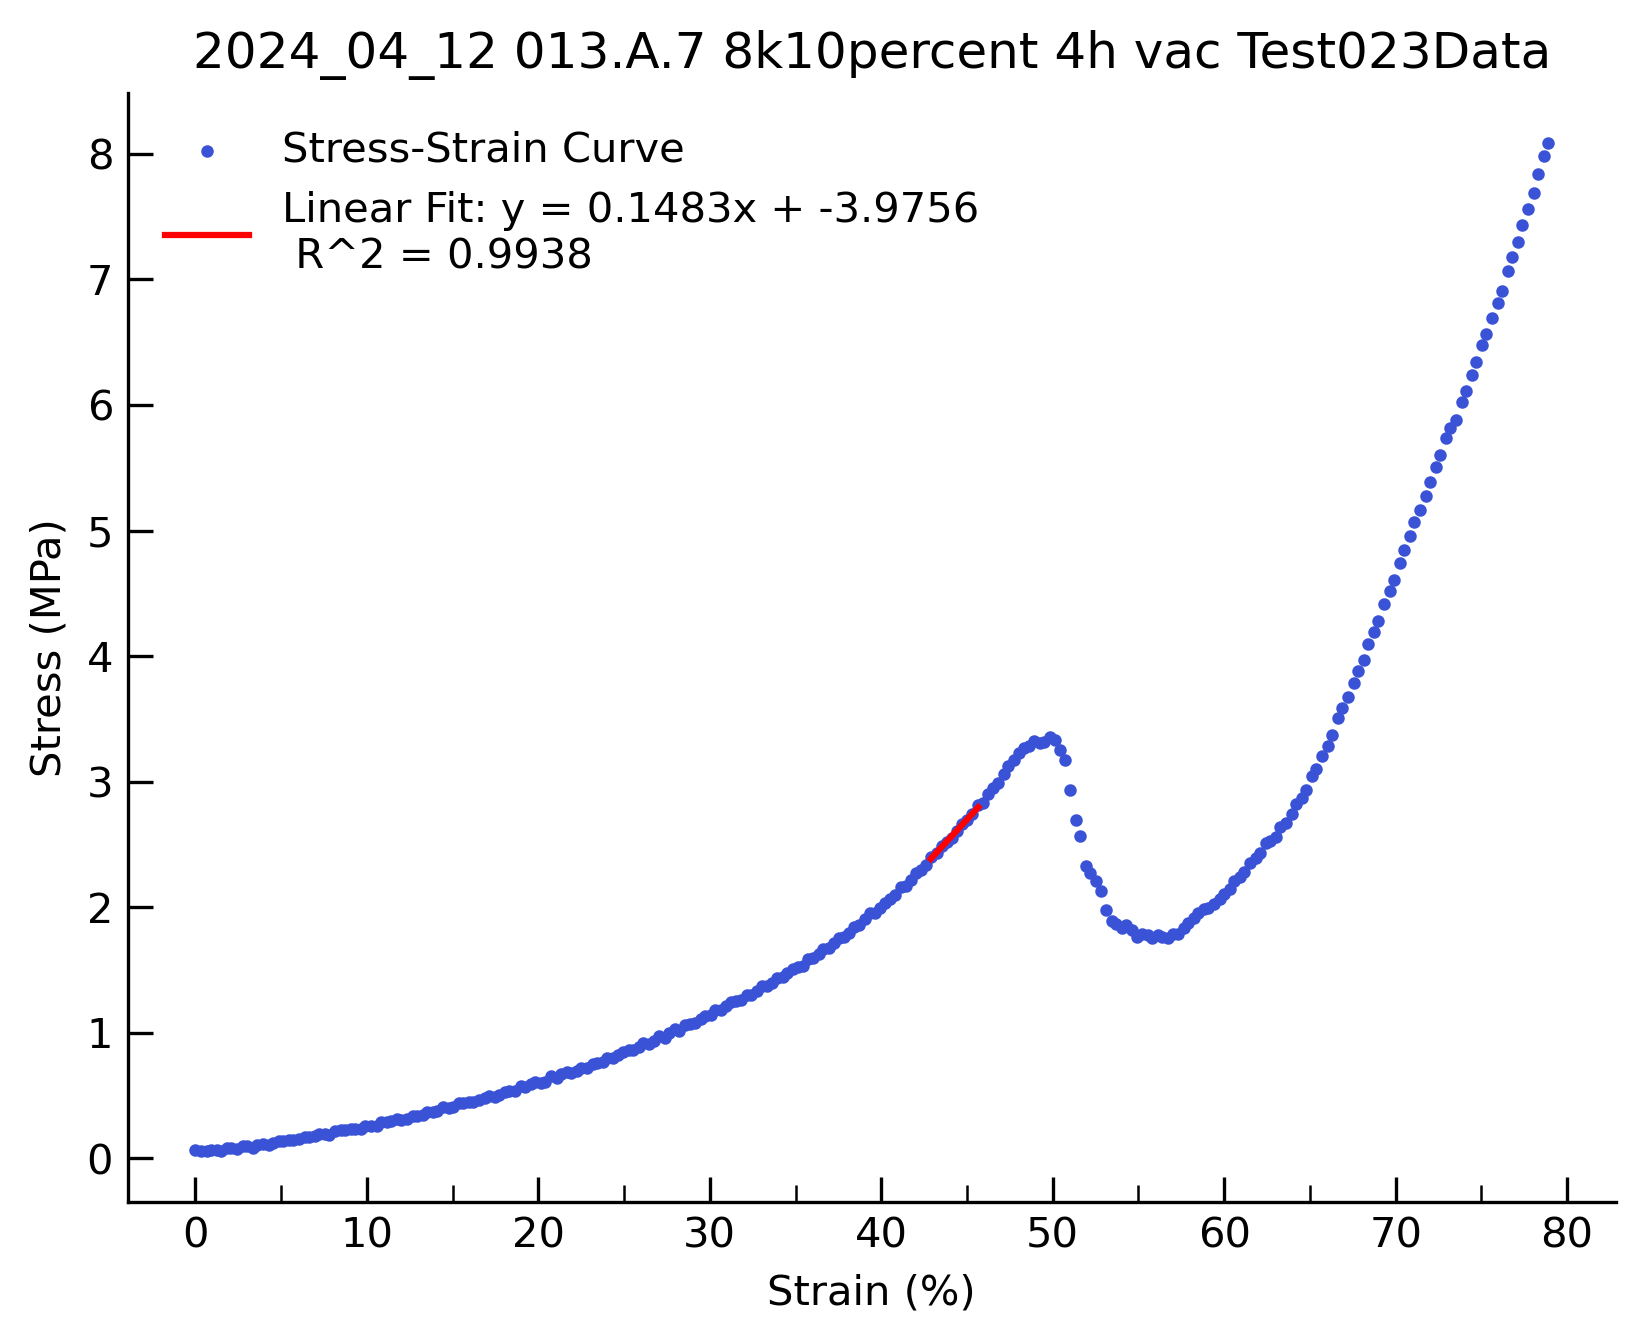 2024_04_12 013.A.7 8k10percent 4h vac Test023Data
Stress-Strain Curve
Linear Fit: y = 0.1483x + -3.9756
R^2 = 0.9938
8
7
6
5
4
3
2
1
0
Stress (MPa)
0 10 20 30 40 50 60 70 80
Strain (%)